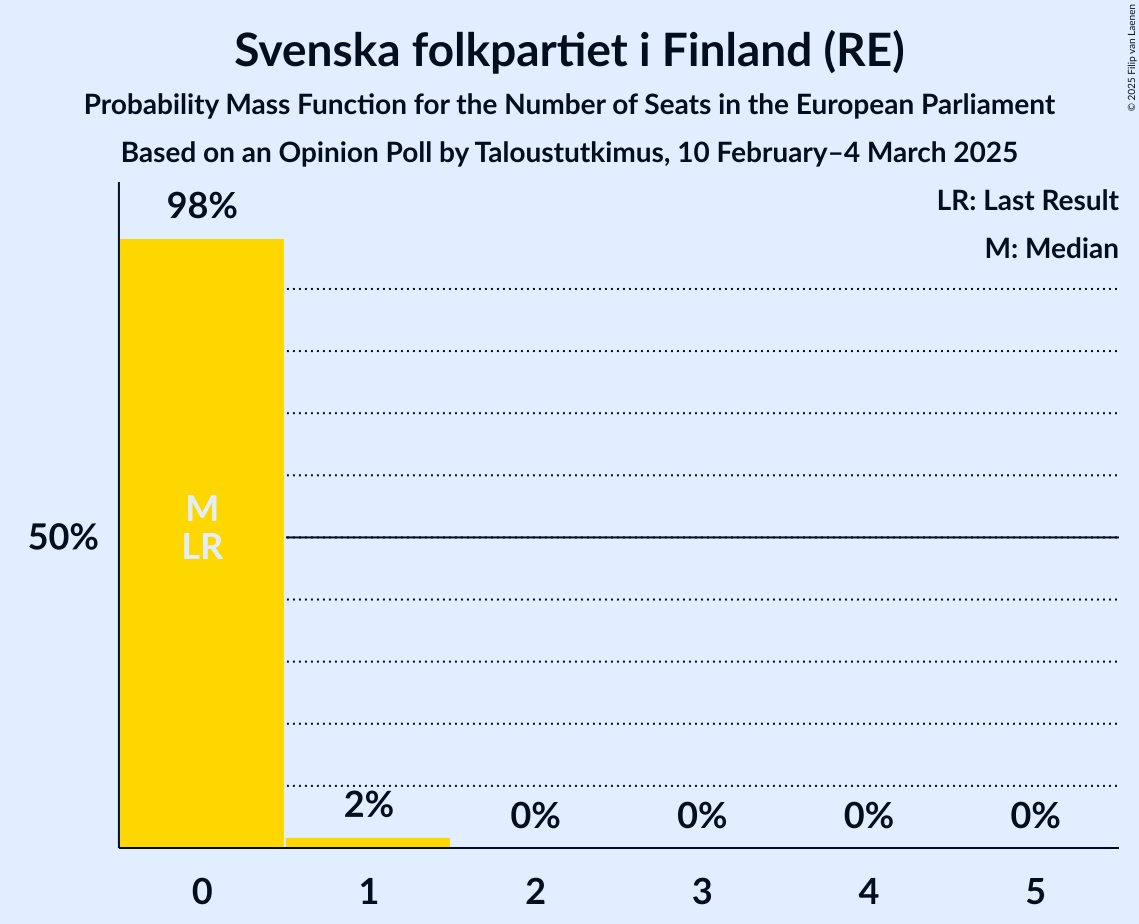 Svenska folkpartiet i Finland (RE)
Probability Mass Function for the Number of Seats in the European Parliament
Based on an Opinion Poll by Taloustutkimus, 10 February–4 March 2025
© 2025 Filip van Laenen
LR: Last Result
M: Median
98%
M
LR
50%
2%
0%
0%
0%
0%
0
1
2
3
4
5